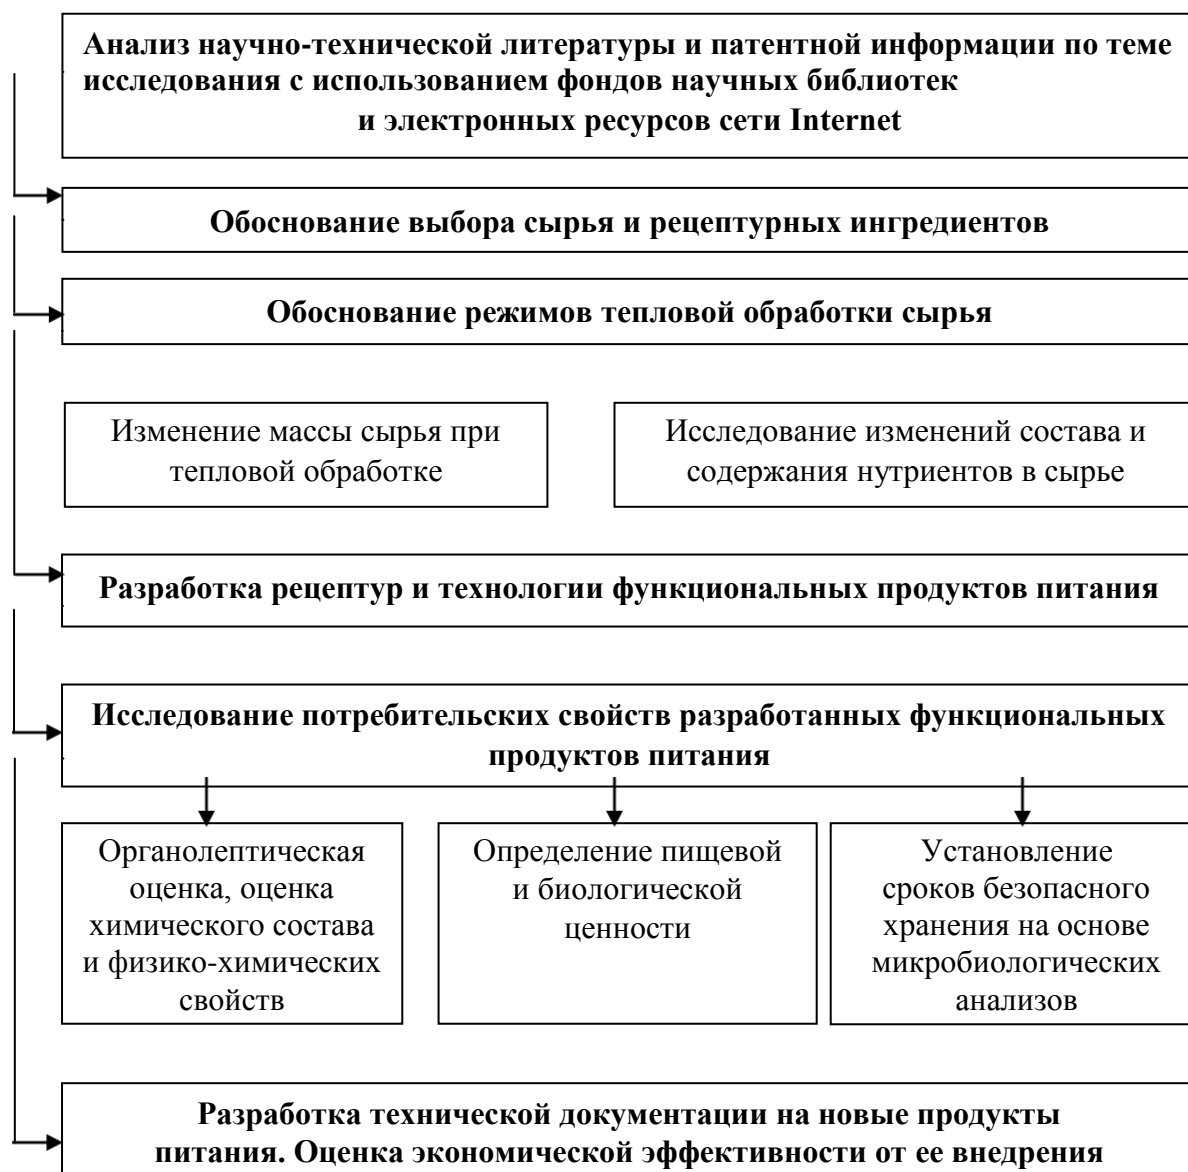 Анализ научно-технической литературы и патентной информации по теме
исследования с использованием фондов научных библиотек
и электронных ресурсов сети Internet
Обоснование выбора сырья и рецептурных ингредиентов
Обоснование режимов тепловой обработки сырья
Изменение массы сырья при
тепловой обработке
Исследование изменений состава и
содержания нутриентов в сырье
Разработка рецептур и технологии функциональных продуктов питания
Исследование потребительских свойств разработанных функциональных
продуктов питания
Органолептическая
оценка, оценка
химического состава
и физико-химических
свойств
Определение пищевой
и биологической
ценности
Установление
сроков безопасного
хранения на основе
микробиологических
анализов
Разработка технической документации на новые продукты
питания. Оценка экономической эффективности от ее внедрения